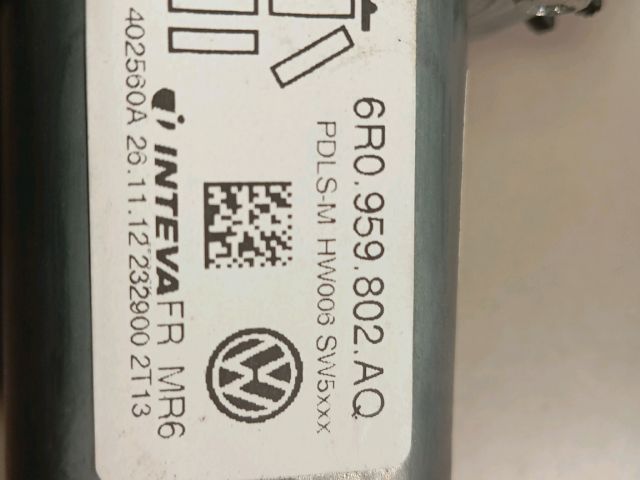 6R0.959.802.AQ
PDLS-M HW006 SW5xxx
INTEVA FR MR6
402560A 26.11.12 232900 2T13